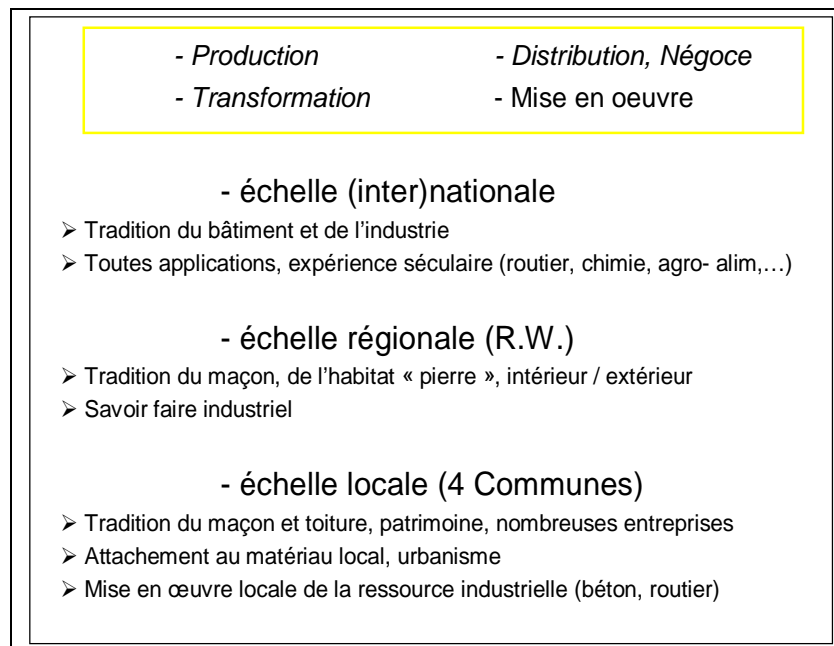 - Production - Distribution, Négoce
- Transformation - Mise en oeuvre
- échelle (inter)nationale
➢ Tradition du bâtiment et de l'industrie
➢ Toutes applications, expérience séculaire (routier, chimie, agro- alim,…)
- échelle régionale (R.W.)
➢ Tradition du maçon, de l'habitat « pierre », intérieur / extérieur
➢ Savoir faire industriel
- échelle locale (4 Communes)
➢ Tradition du maçon et toiture, patrimoine, nombreuses entreprises
➢ Attachement au matériau local, urbanisme
➢ Mise en œuvre locale de la ressource industrielle (béton, routier)